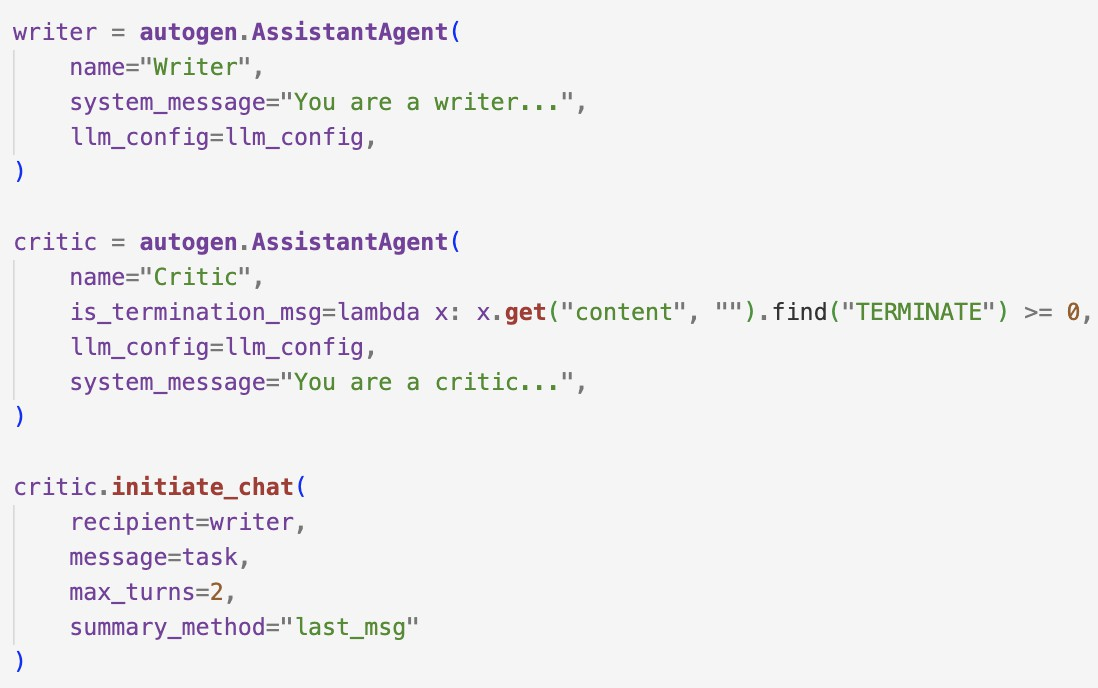 writer = autogen.AssistantAgent(
    name="Writer",
    system_message="You are a writer...",
    llm_config=llm_config,
)

critic = autogen.AssistantAgent(
    name="Critic",
    is_termination_msg=lambda x: x.get("content", "").find("TERMINATE") >= 0,
    llm_config=llm_config,
    system_message="You are a critic...",
)

critic.initiate_chat(
    recipient=writer,
    message=task,
    max_turns=2,
    summary_method="last_msg"
)